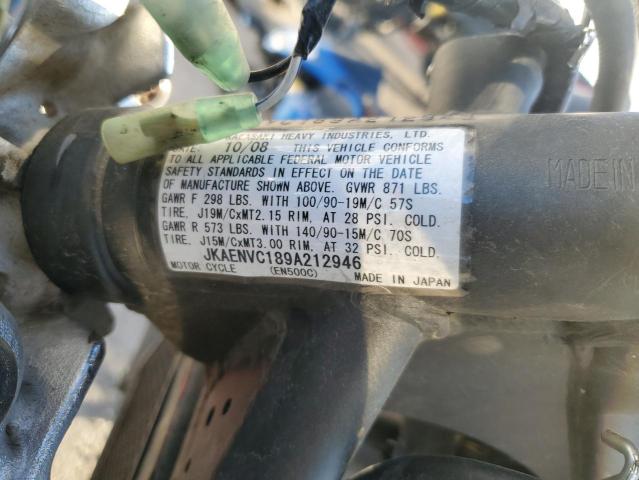 KAWASAKI HEAVY INDUSTRIES, LTD.
DATE: 10/08 THIS VEHICLE CONFORMS
TO ALL APPLICABLE FEDERAL MOTOR VEHICLE
SAFETY STANDARDS IN EFFECT ON THE DATE
OF MANUFACTURE SHOWN ABOVE. GVWR 871 LBS.
GAWR F 298 LBS. WITH 100/90-19M/C 57S
TIRE, J19M/CxMT2.15 RIM, AT 28 PSI. COLD.
GAWR R 573 LBS. WITH 140/90-15M/C 70S
TIRE, J15M/CxMT3.00 RIM, AT 32 PSI. COLD.
JKAENVC189A212946
MOTOR CYCLE (EN500C) MADE IN JAPAN
MADE IN